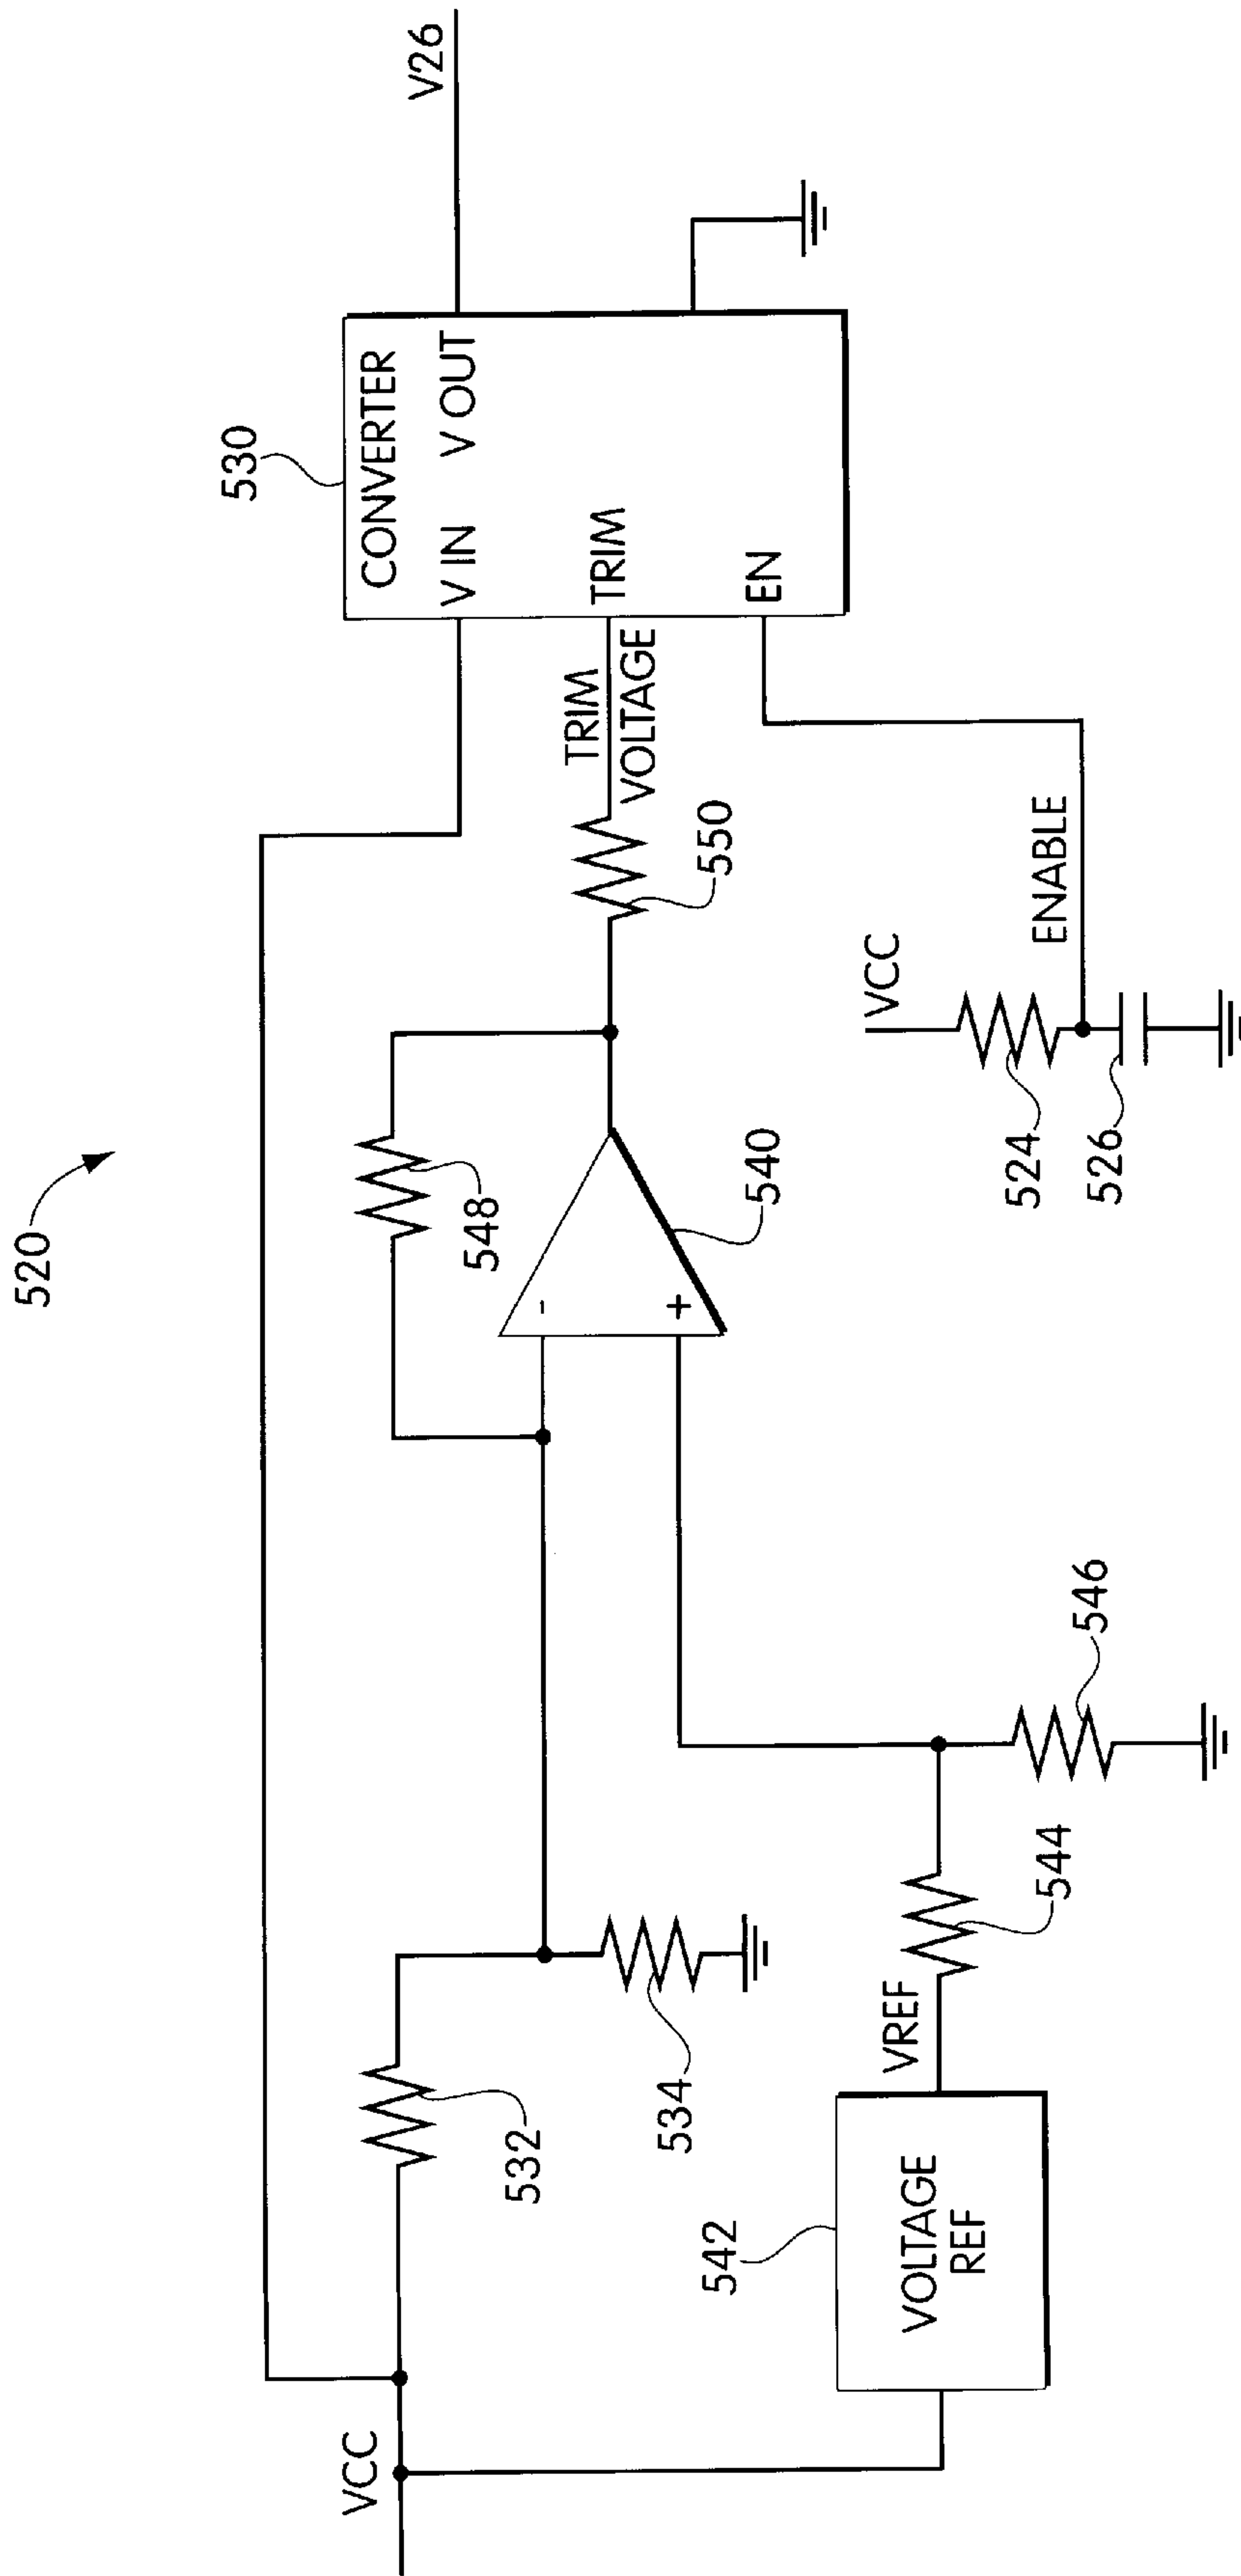 520
530
CONVERTER
V IN V OUT
TRIM
EN
V26
TRIM
VOLTAGE
550
548
540
VCC
ENABLE
524
526
-
+
VCC
532
534
542
VOLTAGE
REF
VREF
544
546